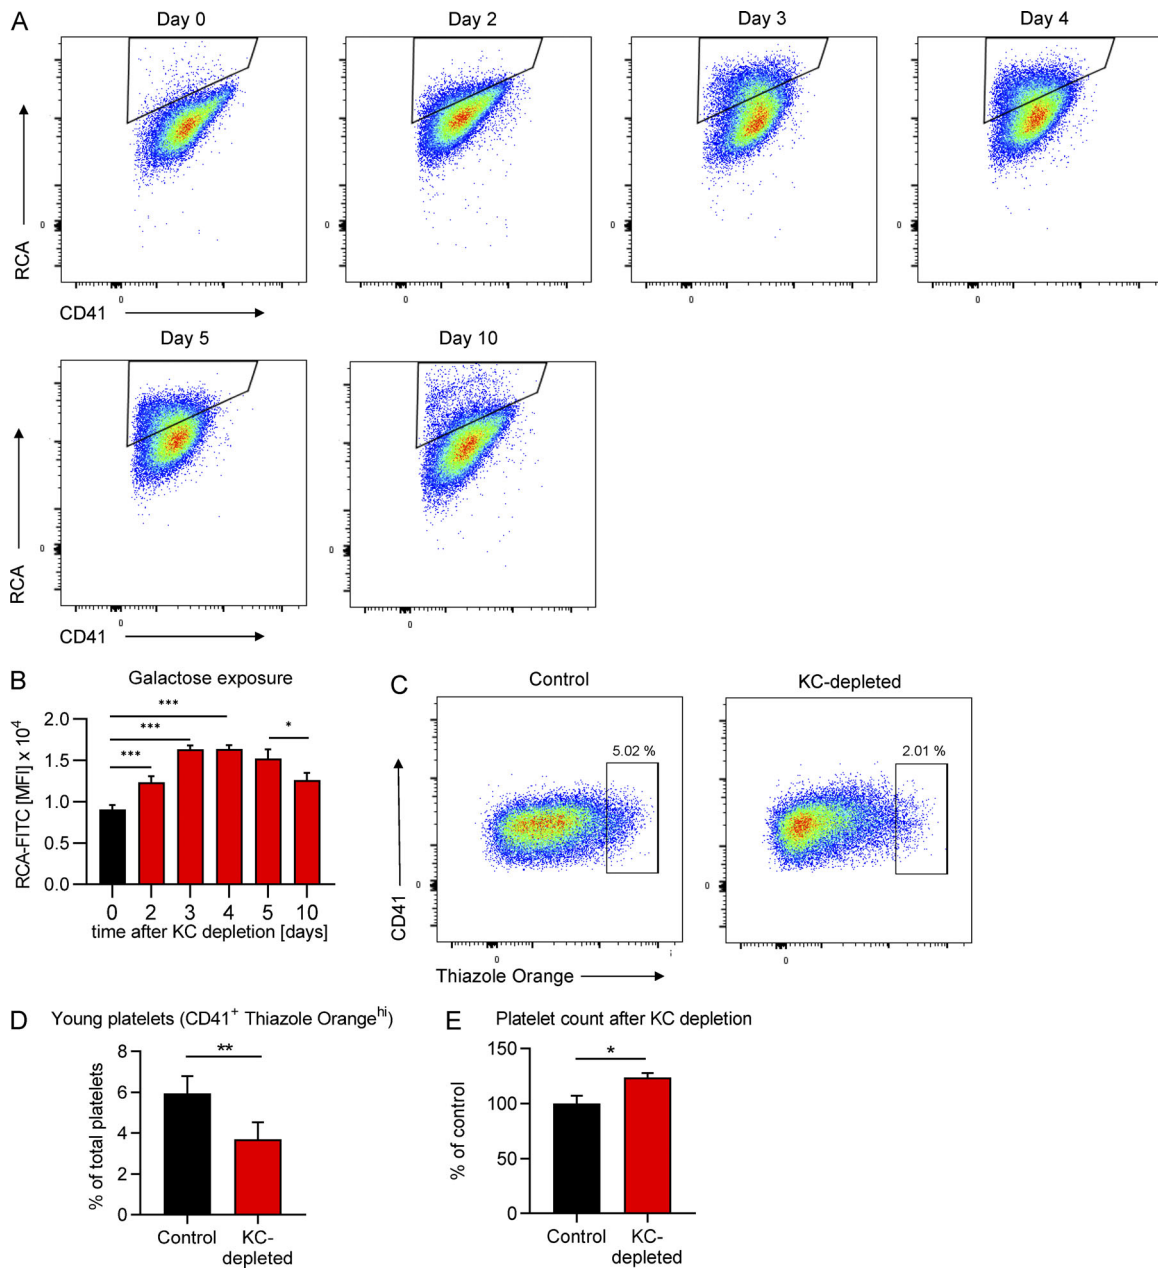 A
Day 0
Day 2
Day 3
Day 4
RCA
0
0
0
0
0
0
0
0
CD41
Day 5
Day 10
RCA
0
0
0
0
CD41
B
Galactose exposure
RCA-FITC [MFI] x 10⁴
2.0
1.5
1.0
0.5
0.0
***
***
***
*
0 2 3 4 5 10
time after KC depletion [days]
C
Control
KC-depleted
5.02 %
2.01 %
CD41
0
0
0
0
Thiazole Orange
D Young platelets (CD41⁺ Thiazole Orangeʰⁱ)
% of total platelets
8
6
4
2
0
**
Control
KC-
depleted
E Platelet count after KC depletion
% of control
150
100
50
0
*
Control
KC-
depleted